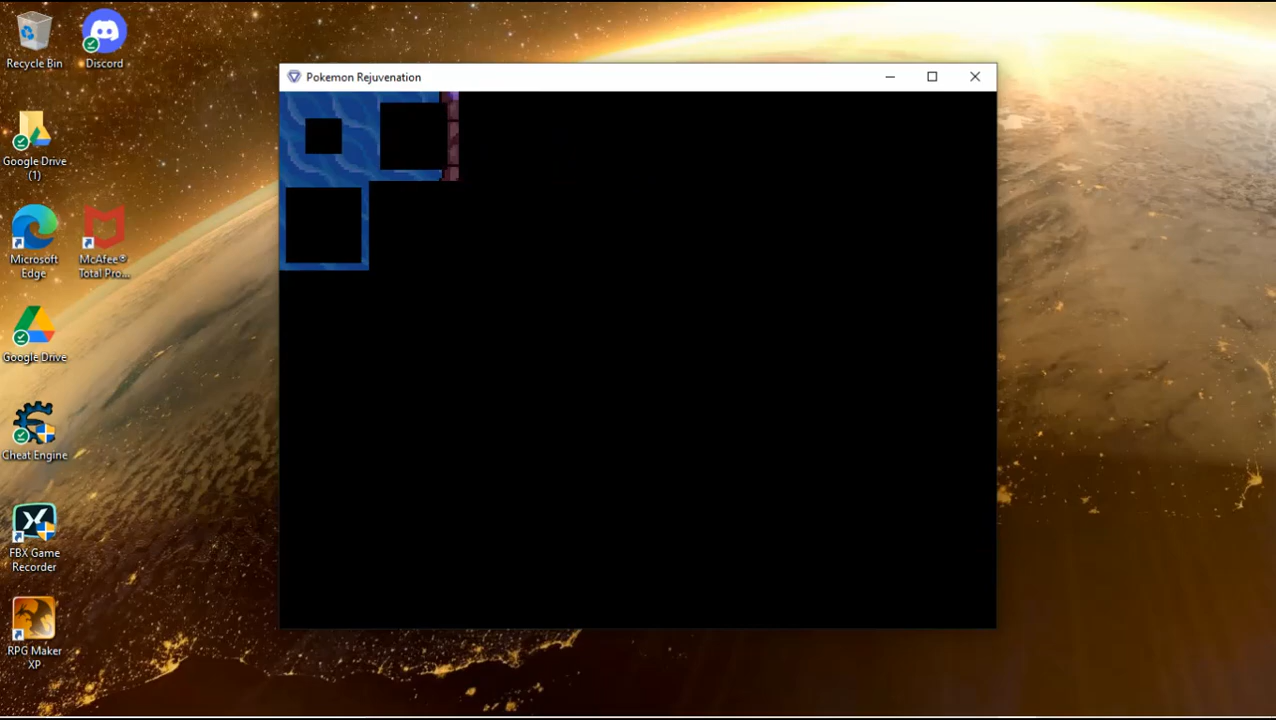 Recycle Bin
Discord
Pokemon Rejuvenation
Google Drive
(1)
Microsoft
Edge
McAfee®
Total Pro...
Google Drive
Cheat Engine
FBX Game
Recorder
RPG Maker
XP